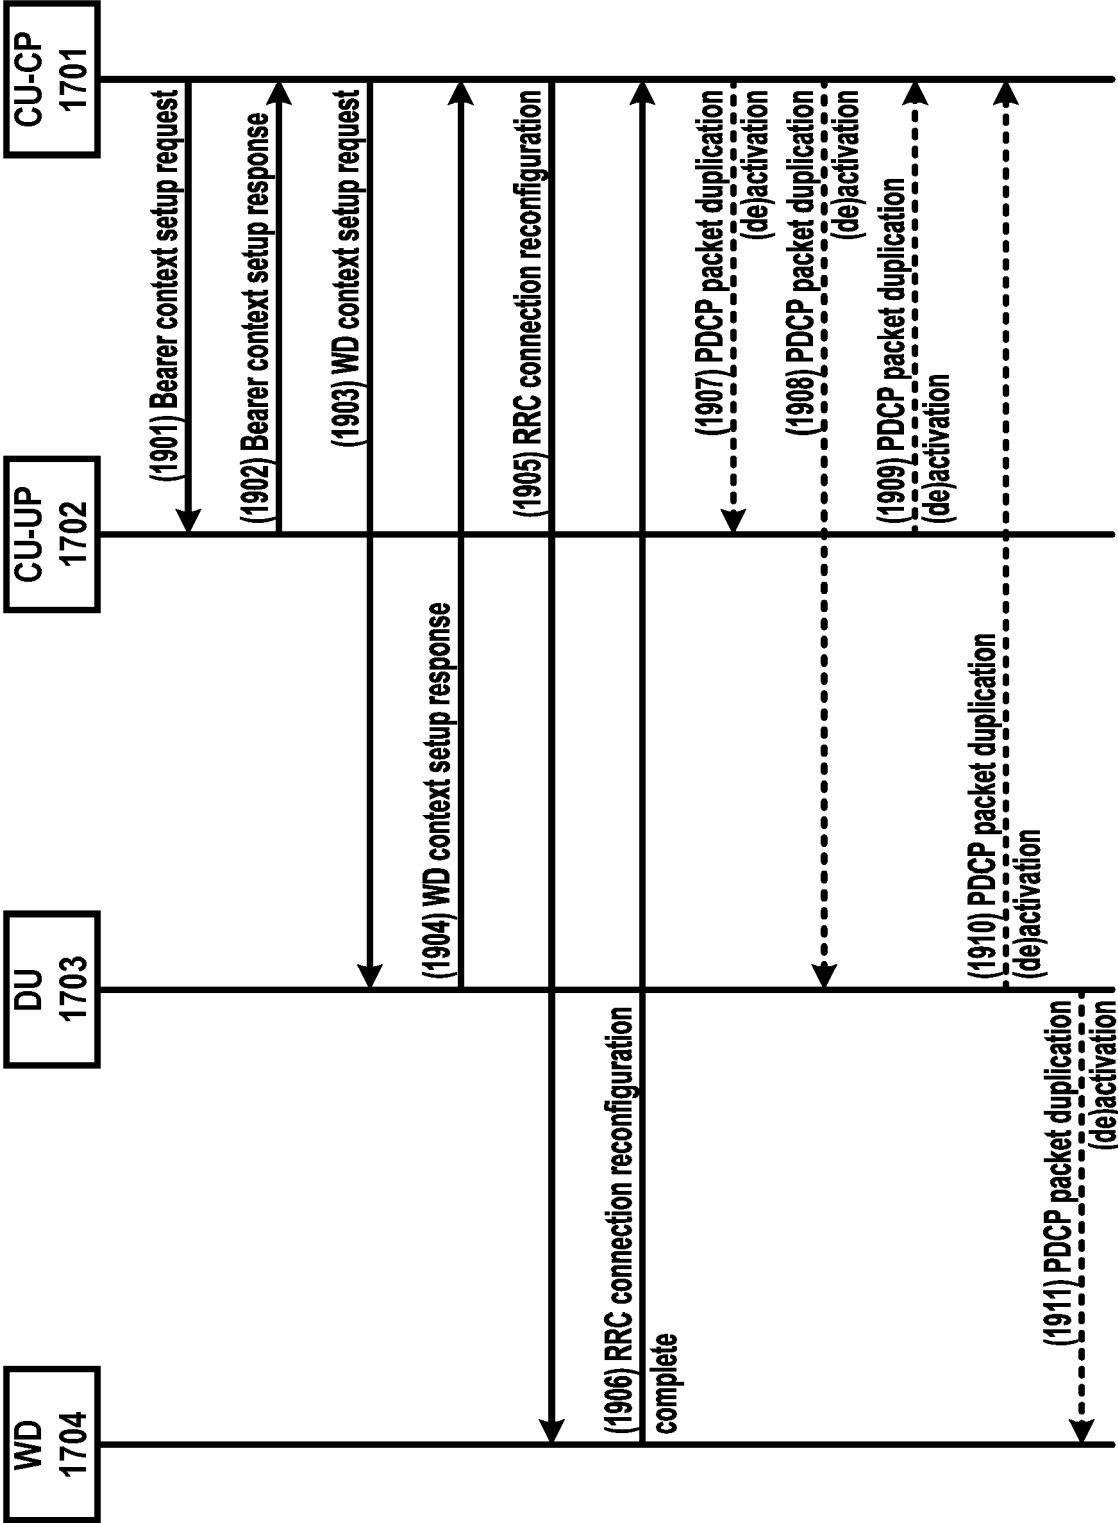 WD
1704
DU
1703
CU-UP
1702
CU-CP
1701
(1901) Bearer context setup request
(1902) Bearer context setup response
(1903) WD context setup request
(1904) WD context setup response
(1905) RRC connection reconfiguration
(1906) RRC connection reconfiguration
complete
(1907) PDCP packet duplication
(de)activation
(1908) PDCP packet duplication
(de)activation
(1909) PDCP packet duplication
(de)activation
(1910) PDCP packet duplication
(de)activation
(1911) PDCP packet duplication
(de)activation